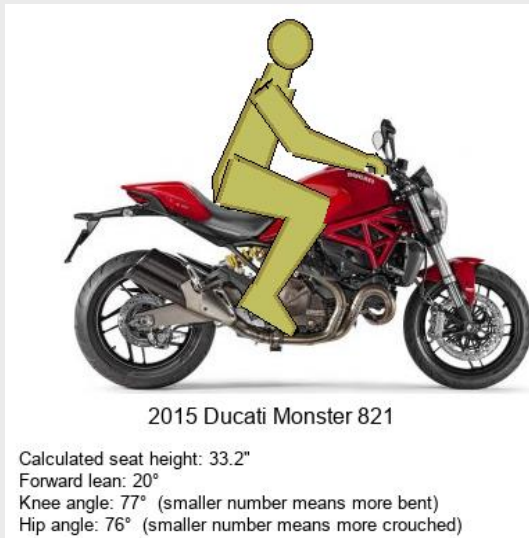 DUCATI
2015 Ducati Monster 821
Calculated seat height: 33.2"
Forward lean: 20°
Knee angle: 77°  (smaller number means more bent)
Hip angle: 76°  (smaller number means more crouched)